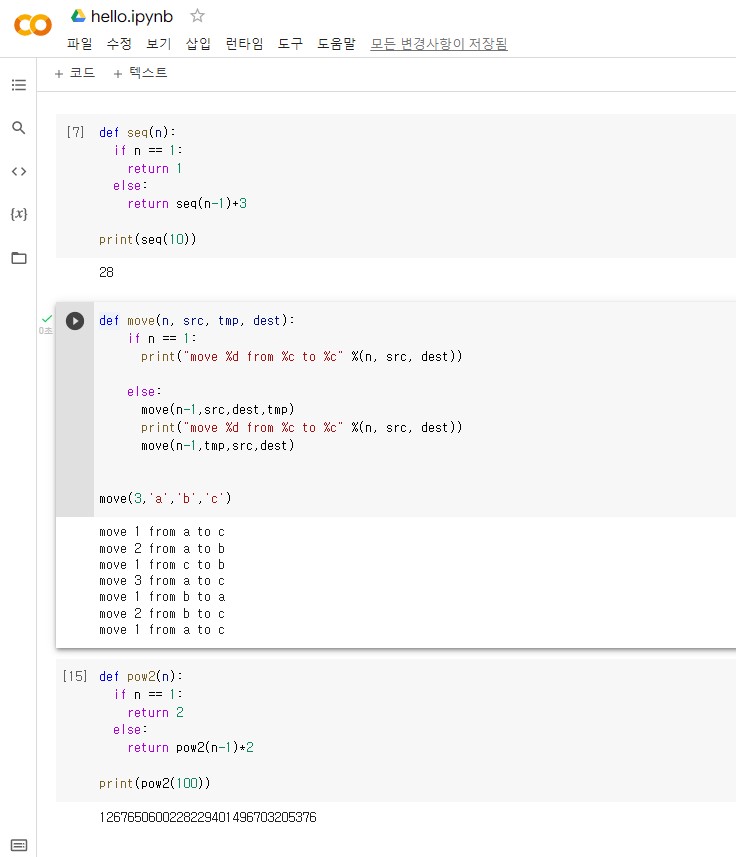 hello.ipynb
파일 수정 보기 삽입 런타임 도구 도움말 모든 변경사항이 저장됨
+ 코드 + 텍스트
[7] def seq(n):
if n == 1:
return 1
else:
return seq(n-1)+3
print(seq(10))
28
def move(n, src, tmp, dest):
if n == 1:
print("move %d from %c to %c" %(n, src, dest))
else:
move(n-1,src,dest,tmp)
print("move %d from %c to %c" %(n, src, dest))
move(n-1,tmp,src,dest)
0초
move(3,'a','b','c')
move 1 from a to c
move 2 from a to b
move 1 from c to b
move 3 from a to c
move 1 from b to a
move 2 from b to c
move 1 from a to c
[15] def pow2(n):
if n == 1:
return 2
else:
return pow2(n-1)*2
print(pow2(100))
1267650600228229401496703205376